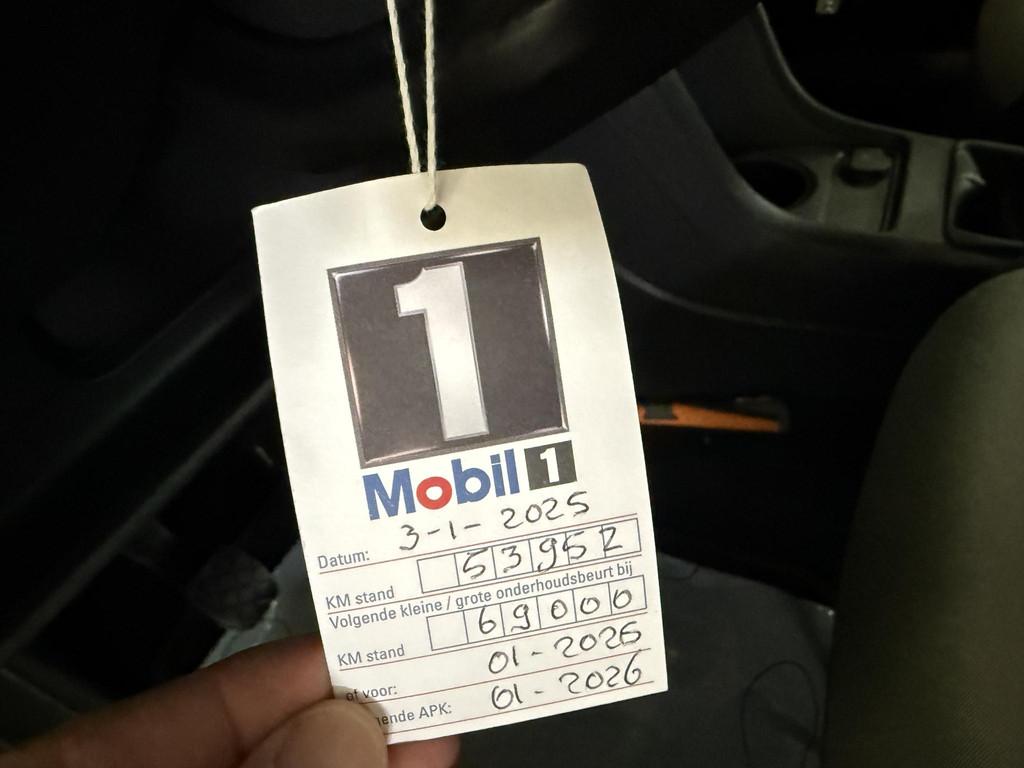 1
Mobil 1
Datum: 3-1-2025
KM stand 53952
Volgende kleine / grote onderhoudsbeurt bij
KM stand 69000
of voor: 01-2026
ende APK: 01-2026